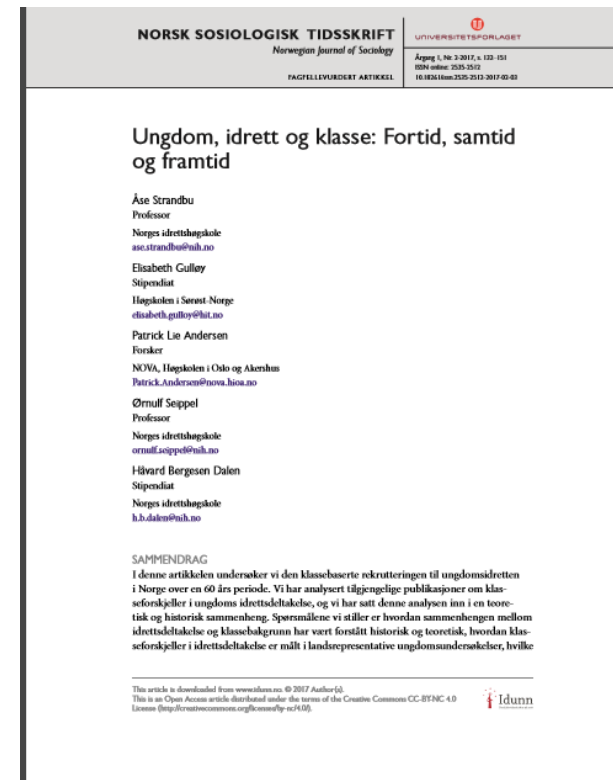 NORSK SOSIOLOGISK TIDSSKRIFT
Norwegian Journal of Sociology
FAGFELLEVURDERT ARTIKKEL
UNIVERSITETSFORLAGET
Årgang 1, Nr. 2-2017, s. 132–151
ISSN online: 2535-2512
Ungdom, idrett og klasse: Fortid, samtid
og framtid
Åse Strandbu
Professor
Norges idrettshøgskole
ase.strandbu@nih.no
Elisabeth Gulløy
Stipendiat
Høgskolen i Sørøst-Norge
elisabeth.gulloy@hit.no
Patrick Lie Andersen
Forsker
NOVA, Høgskolen i Oslo og Akershus
Patrick.Andersen@nova.hioa.no
Ørnulf Seippel
Professor
Norges idrettshøgskole
ornulf.seippel@nih.no
Håvard Bergesen Dalen
Stipendiat
Norges idrettshøgskole
h.b.dalen@nih.no
SAMMENDRAG
I denne artikkelen undersøker vi den klassebaserte rekrutteringen til ungdomsidretten
i Norge over en 60 års periode. Vi har analysert tilgjengelige publikasjoner om klas-
seforskjeller i ungdoms idrettsdeltakelse, og vi har satt denne analysen inn i en teore-
tisk og historisk sammenheng. Spørsmålene vi stiller er hvordan sammenhengen mellom
idrettsdeltakelse og klassebakgrunn har vært forstått historisk og teoretisk, hvordan klas-
seforskjeller i idrettsdeltakelse er målt i landsrepresentative ungdomsundersøkelser, hvilke
This article is downloaded from www.idunn.no. © 2017 Author(s).
This is an Open Access article distributed under the terms of the Creative Commons CC-BY-NC 4.0
License (http://creativecommons.org/licenses/by-nc/4.0/).
Idunn